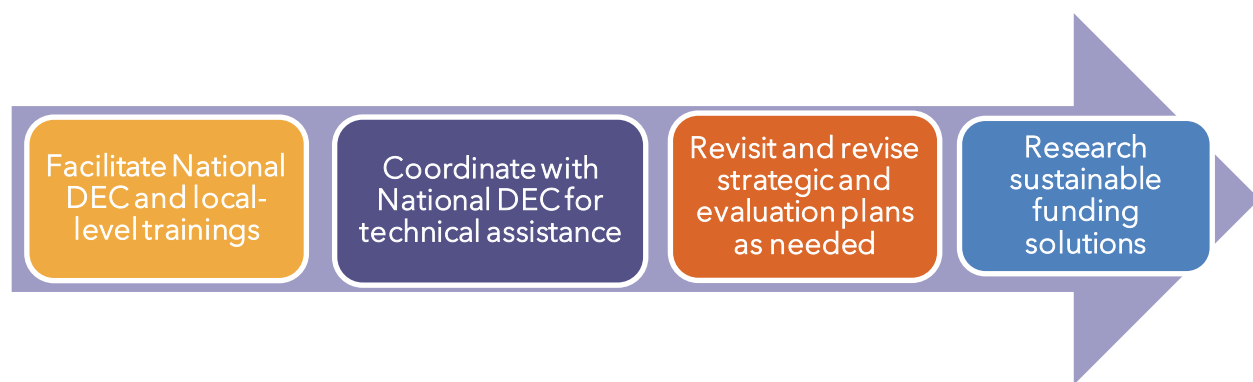 Facilitate National
DEC and local-
level trainings
Coordinate with
National DEC for
technical assistance
Revisit and revise
strategic and
evaluation plans
as needed
Research
sustainable
funding
solutions